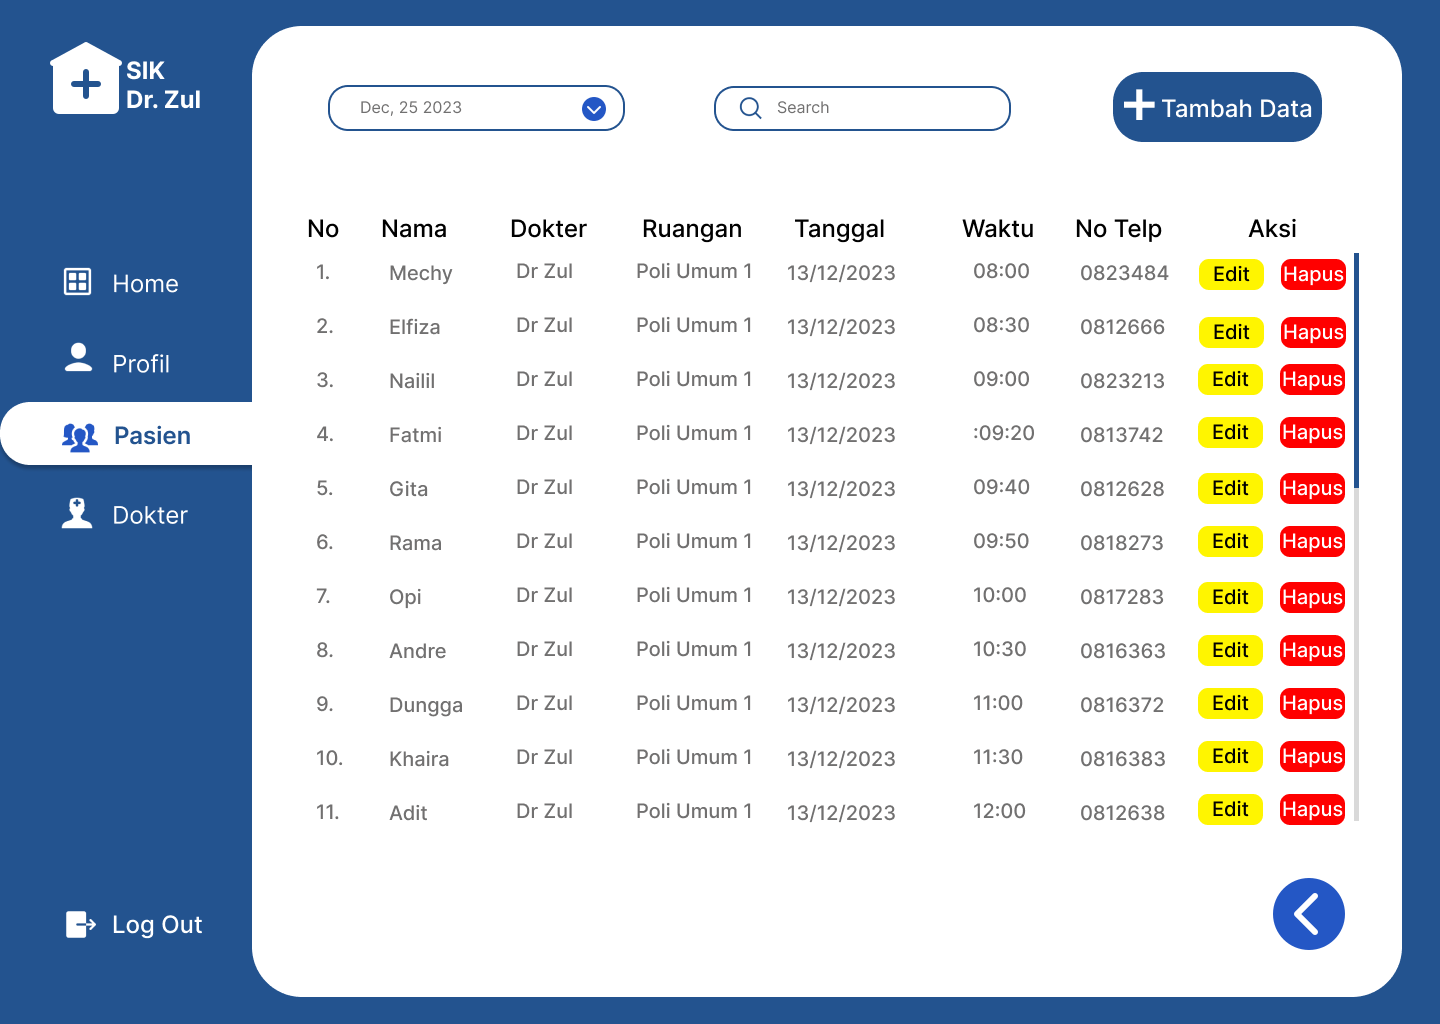 SIK
Dr. Zul
Home
Profil
Pasien
Dokter
Log Out
Dec, 25 2023
Search
Tambah Data
No Nama Dokter Ruangan Tanggal Waktu No Telp Aksi
1. Mechy Dr Zul Poli Umum 1 13/12/2023 08:00 0823484 Edit Hapus
2. Elfiza Dr Zul Poli Umum 1 13/12/2023 08:30 0812666 Edit Hapus
3. Nailil Dr Zul Poli Umum 1 13/12/2023 09:00 0823213 Edit Hapus
4. Fatmi Dr Zul Poli Umum 1 13/12/2023 :09:20 0813742 Edit Hapus
5. Gita Dr Zul Poli Umum 1 13/12/2023 09:40 0812628 Edit Hapus
6. Rama Dr Zul Poli Umum 1 13/12/2023 09:50 0818273 Edit Hapus
7. Opi Dr Zul Poli Umum 1 13/12/2023 10:00 0817283 Edit Hapus
8. Andre Dr Zul Poli Umum 1 13/12/2023 10:30 0816363 Edit Hapus
9. Dungga Dr Zul Poli Umum 1 13/12/2023 11:00 0816372 Edit Hapus
10. Khaira Dr Zul Poli Umum 1 13/12/2023 11:30 0816383 Edit Hapus
11. Adit Dr Zul Poli Umum 1 13/12/2023 12:00 0812638 Edit Hapus